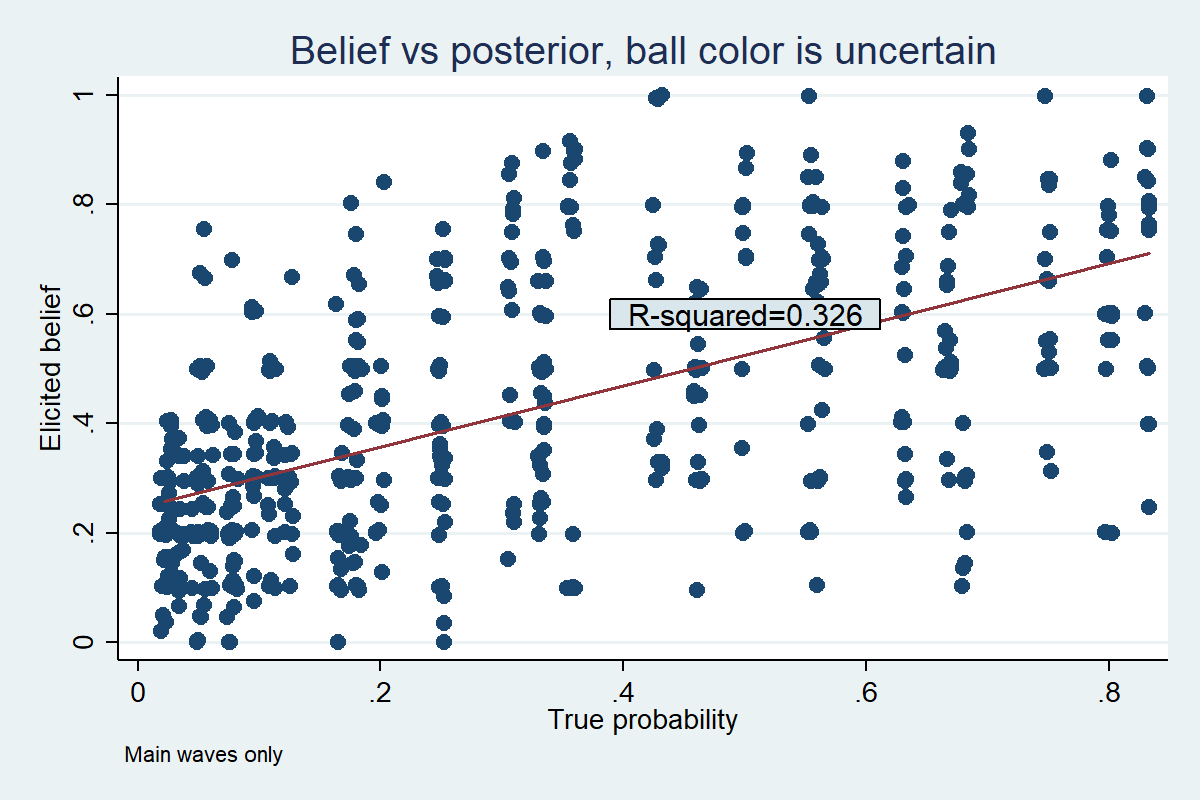 Belief vs posterior, ball color is uncertain
Elicited belief
1
.8
.6
.4
.2
0
R-squared=0.326
0 .2 .4 .6 .8
True probability
Main waves only